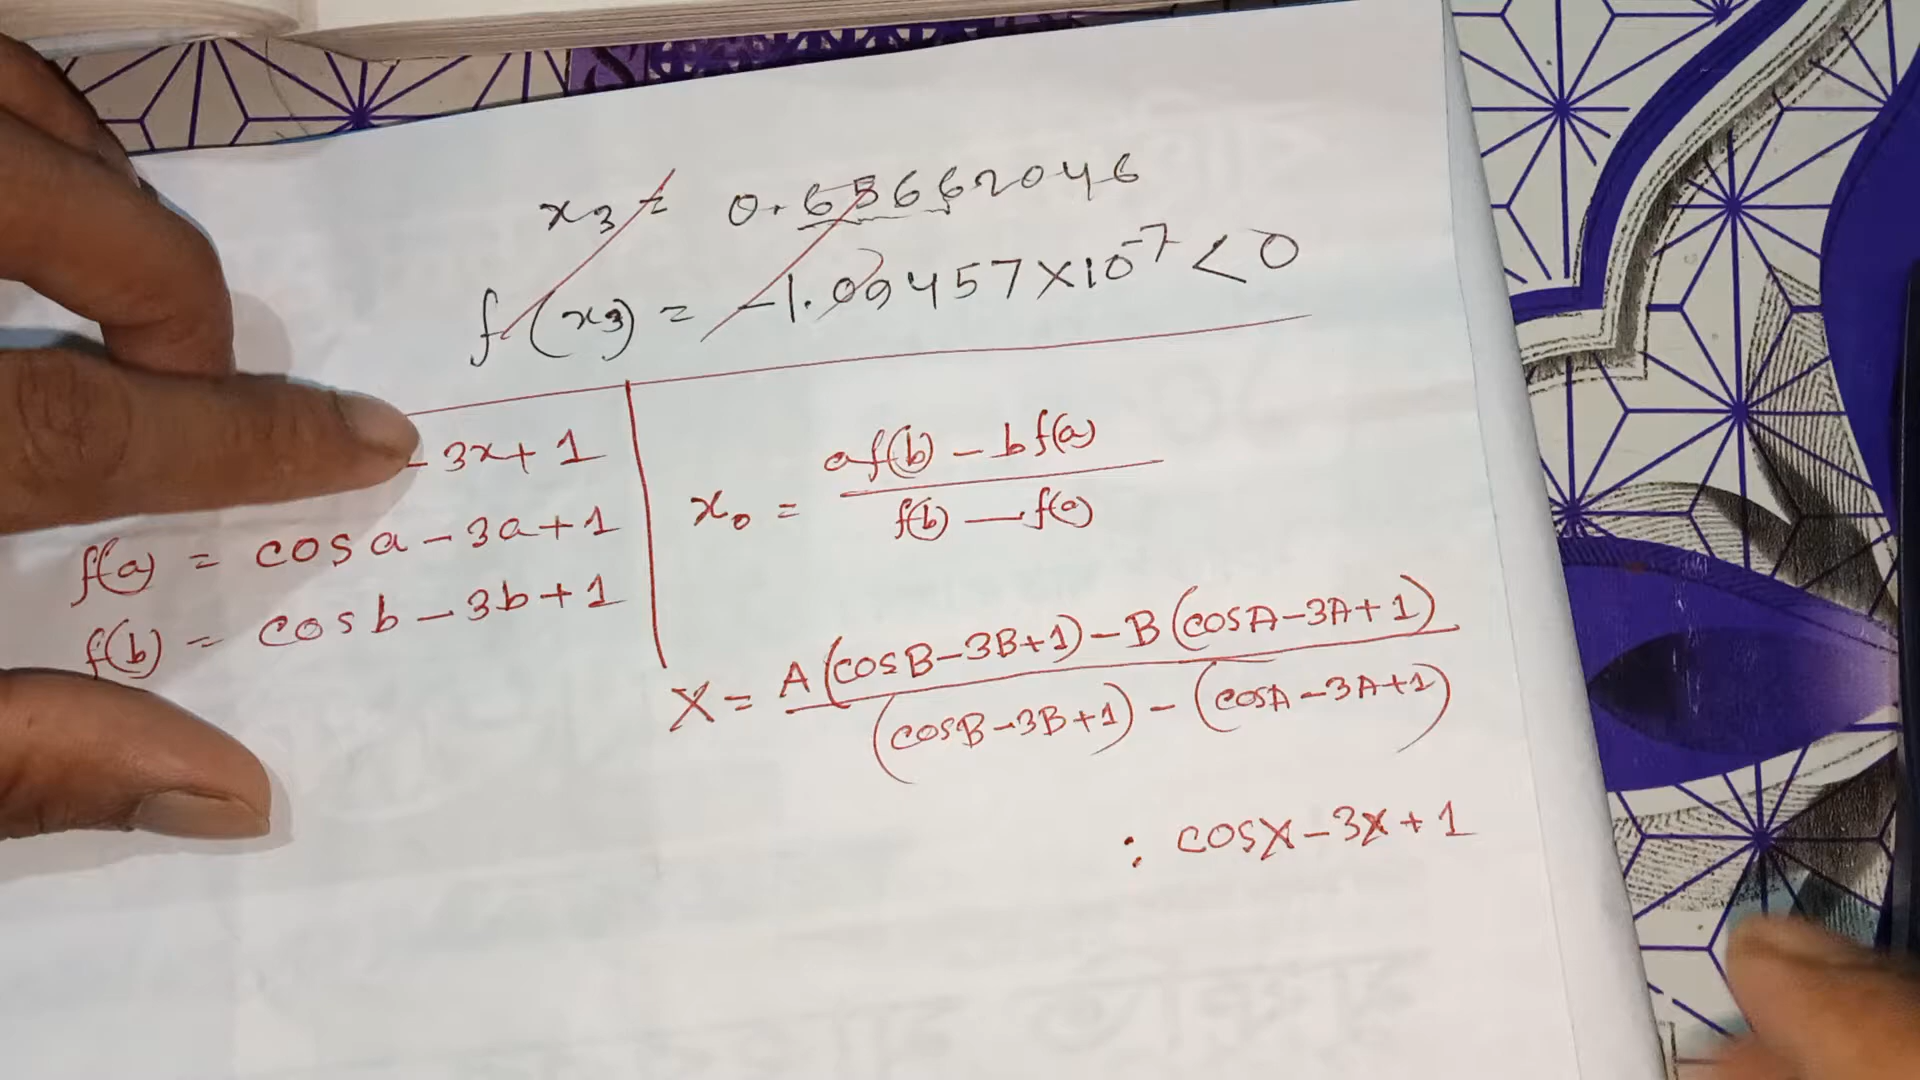 x₃ = 0.65662046
f(x₃) = -1.09457×10⁻⁷ < 0
- 3x+1
f(a) = cos a - 3a + 1
f(b) = cos b - 3b + 1
x₀ = af(b) - bf(a) / f(b) - f(a)
X = A(cosB-3B+1) - B(cosA-3A+1) / (cosB-3B+1) - (cosA-3A+1)
: cosX - 3X + 1